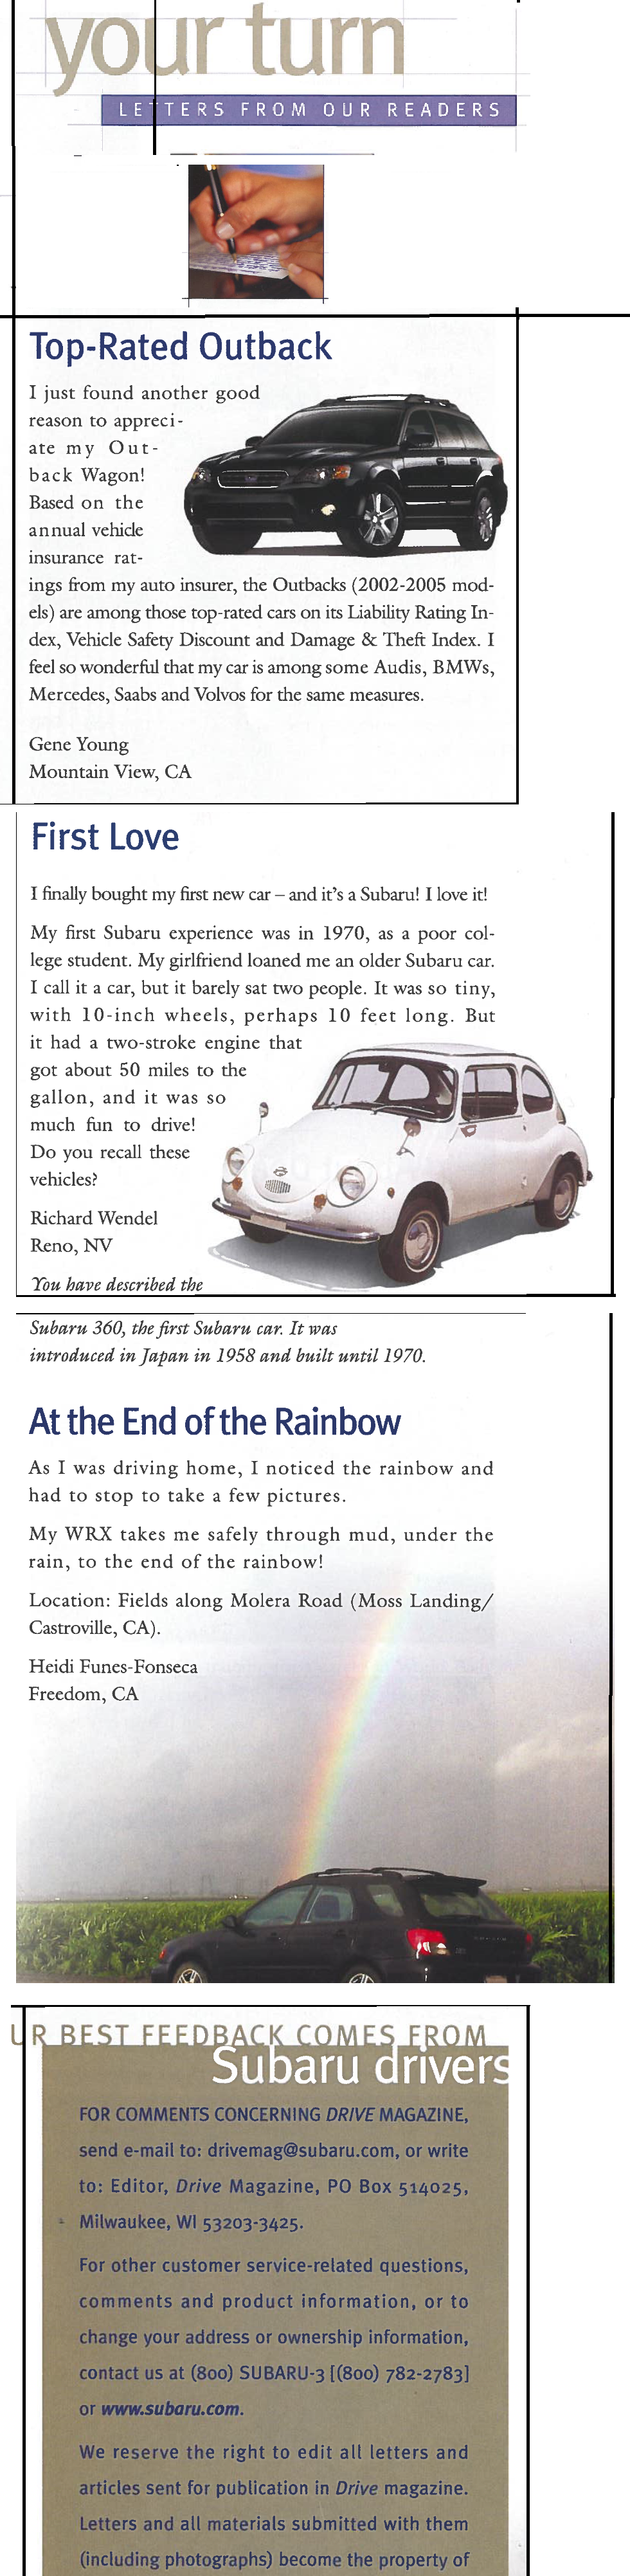 your turn
LETTERS FROM OUR READERS
Top-Rated Outback
I just found another good
reason to appreci-
ate my Out-
back Wagon!
Based on the
annual vehicle
insurance rat-
ings from my auto insurer, the Outbacks (2002-2005 mod-
els) are among those top-rated cars on its Liability Rating In-
dex, Vehicle Safety Discount and Damage & Theft Index. I
feel so wonderful that my car is among some Audis, BMWs,
Mercedes, Saabs and Volvos for the same measures.
Gene Young
Mountain View, CA
First Love
I finally bought my first new car – and it's a Subaru! I love it!
My first Subaru experience was in 1970, as a poor col-
lege student. My girlfriend loaned me an older Subaru car.
I call it a car, but it barely sat two people. It was so tiny,
with 10-inch wheels, perhaps 10 feet long. But
it had a two-stroke engine that
got about 50 miles to the
gallon, and it was so
much fun to drive!
Do you recall these
vehicles?
Richard Wendel
Reno, NV
You have described the
Subaru 360, the first Subaru car. It was
introduced in Japan in 1958 and built until 1970.
At the End of the Rainbow
As I was driving home, I noticed the rainbow and
had to stop to take a few pictures.
My WRX takes me safely through mud, under the
rain, to the end of the rainbow!
Location: Fields along Molera Road (Moss Landing/
Castroville, CA).
Heidi Funes-Fonseca
Freedom, CA
UR BEST FEEDBACK COMES FROM
Subaru drivers
FOR COMMENTS CONCERNING DRIVE MAGAZINE,
send e-mail to: drivemag@subaru.com, or write
to: Editor, Drive Magazine, PO Box 514025,
Milwaukee, WI 53203-3425.
For other customer service-related questions,
comments and product information, or to
change your address or ownership information,
contact us at (800) SUBARU-3 [(800) 782-2783]
or www.subaru.com.
We reserve the right to edit all letters and
articles sent for publication in Drive magazine.
Letters and all materials submitted with them
(including photographs) become the property of